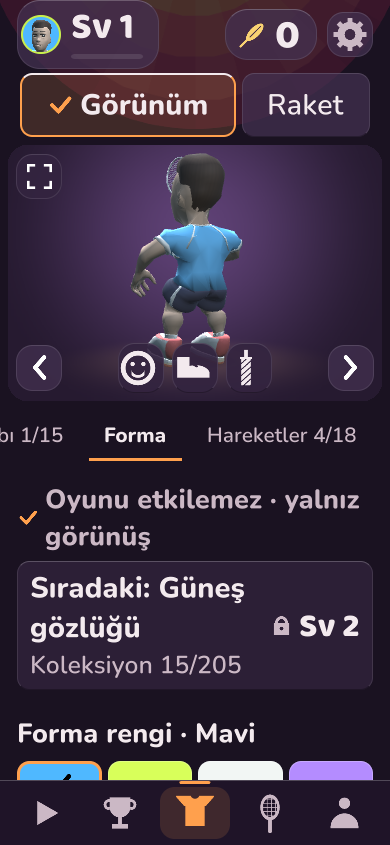 Sv 1
0
Görünüm
Raket
bı 1/15
Forma
Hareketler 4/18
Oyunu etkilemez · yalnız
görünüş
Sıradaki: Güneş
gözlüğü
Sv 2
Koleksiyon 15/205
Forma rengi · Mavi